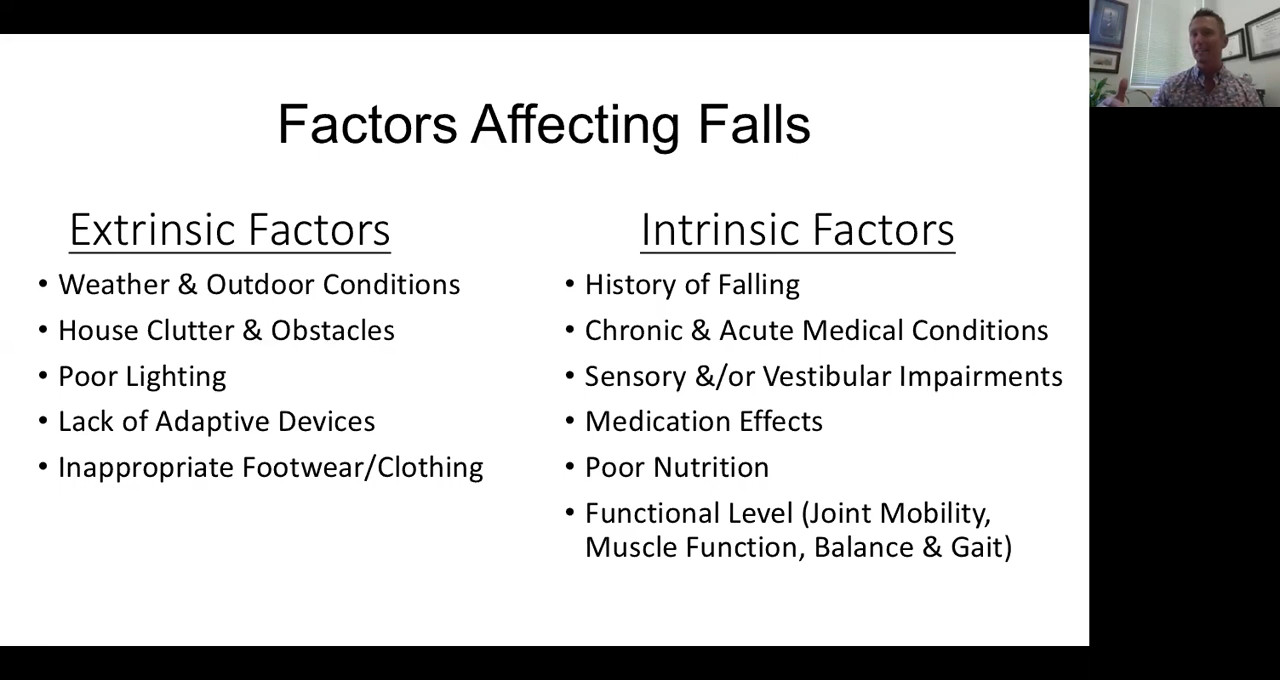 Factors Affecting Falls
Extrinsic Factors
• Weather & Outdoor Conditions
• House Clutter & Obstacles
• Poor Lighting
• Lack of Adaptive Devices
• Inappropriate Footwear/Clothing
Intrinsic Factors
• History of Falling
• Chronic & Acute Medical Conditions
• Sensory &/or Vestibular Impairments
• Medication Effects
• Poor Nutrition
• Functional Level (Joint Mobility,
Muscle Function, Balance & Gait)